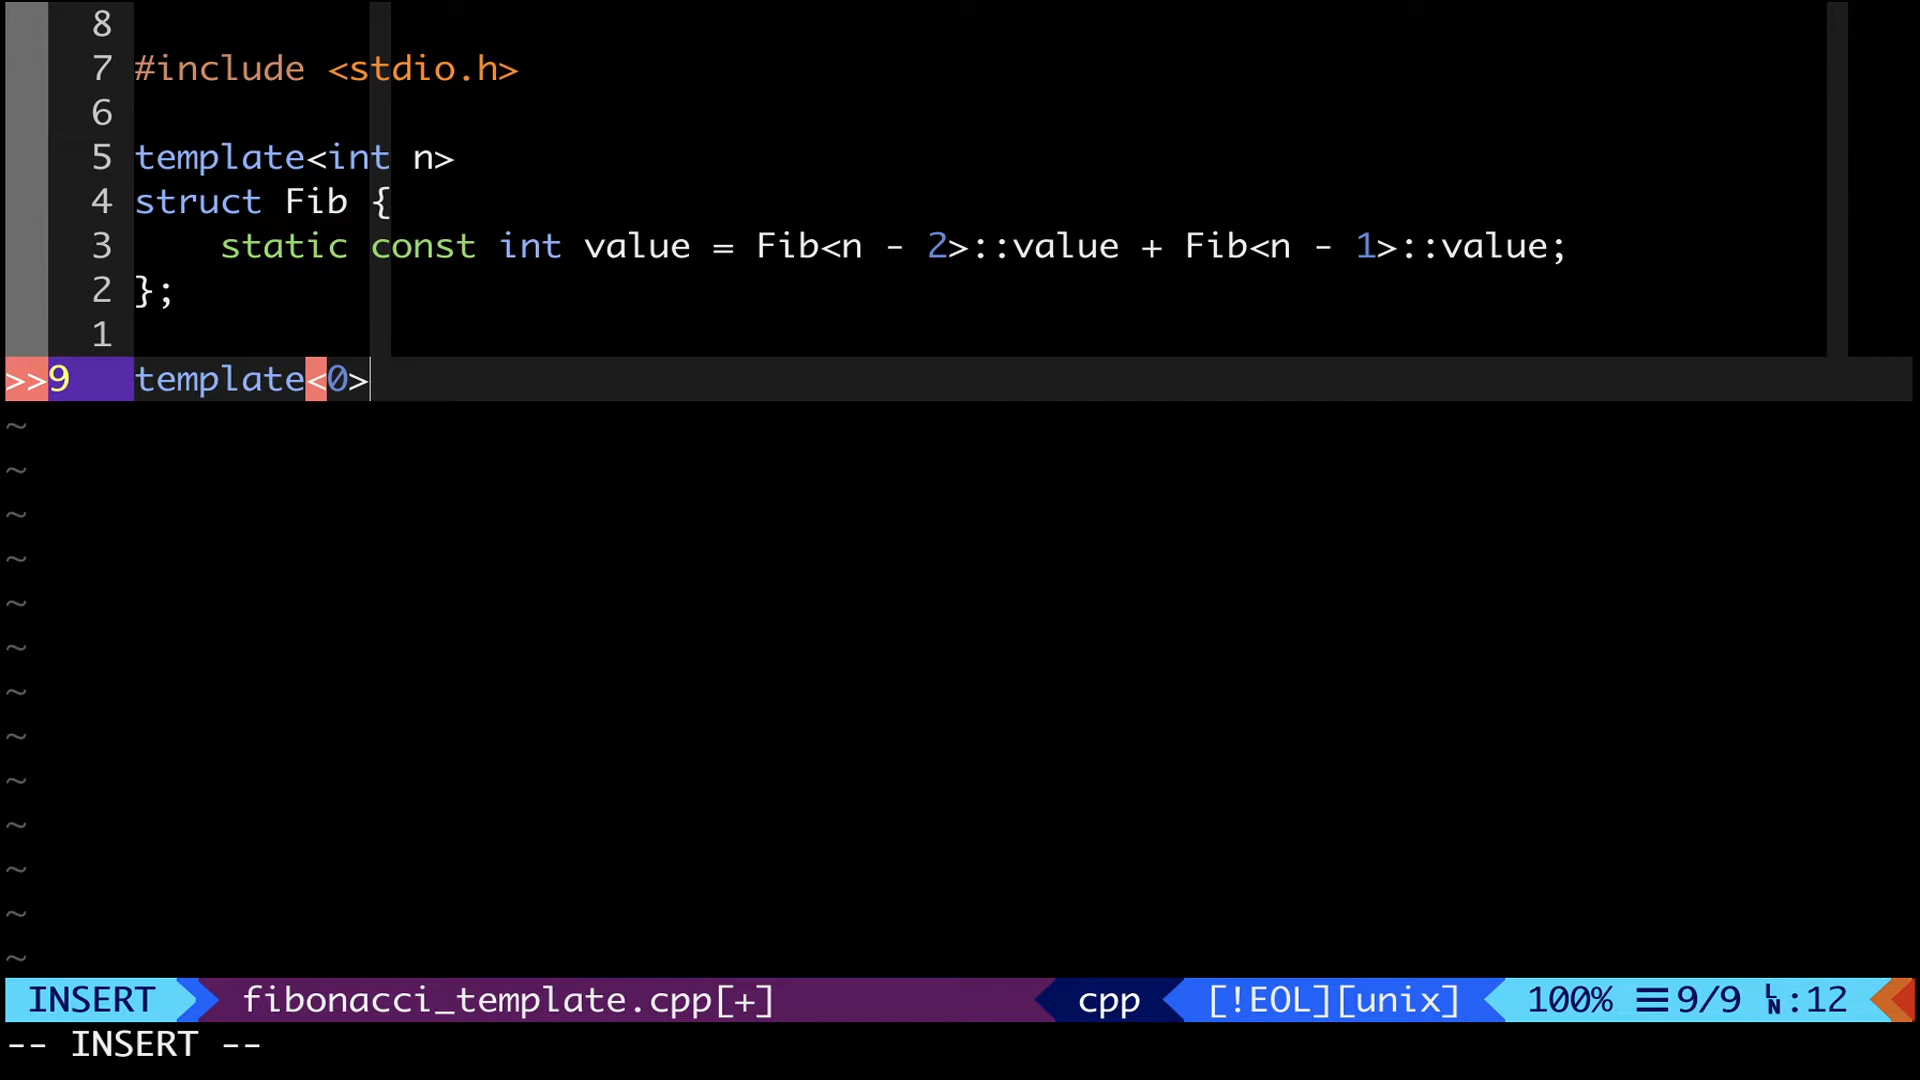 8
7 #include <stdio.h>
6
5 template<int n>
4 struct Fib {
3     static const int value = Fib<n - 2>::value + Fib<n - 1>::value;
2 };
1
>>9 template<0>
~
~
~
~
~
~
~
~
~
~
~
~
~
INSERT fibonacci_template.cpp[+] cpp [!EOL][unix] 100% ☰ 9/9 LN:12
-- INSERT --